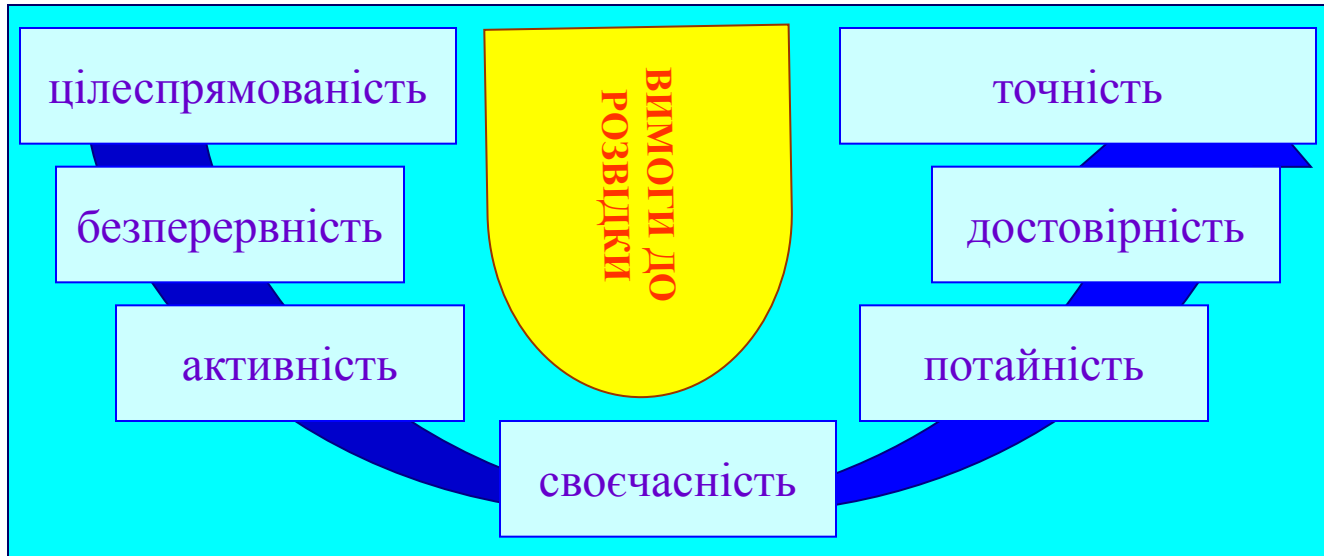 ВИМОГИ ДО
РОЗВІДКИ
цілеспрямованість
безперервність
активність
своєчасність
потайність
достовірність
точність